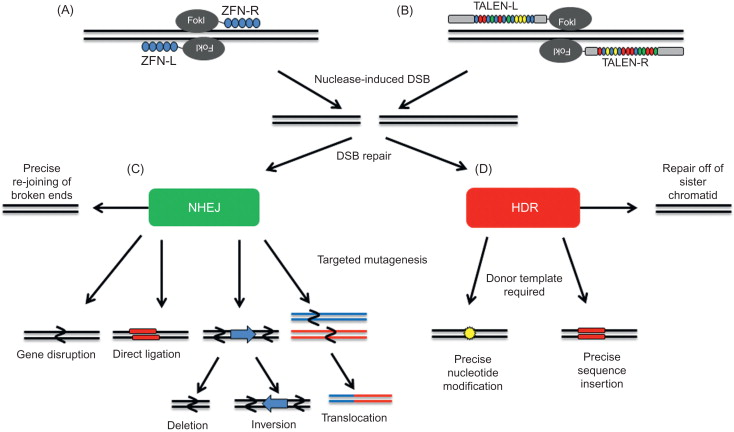 (A)
FokI
ZFN-R
ZFN-L
FokI
(B)
TALEN-L
FokI
FokI
TALEN-R
Nuclease-induced DSB
DSB repair
Precise
re-joining of
broken ends
(C)
NHEJ
(D)
HDR
Repair off of
sister
chromatid
Targeted mutagenesis
Donor template
required
Gene disruption
Direct ligation
Precise
nucleotide
modification
Precise
sequence
insertion
Deletion
Inversion
Translocation